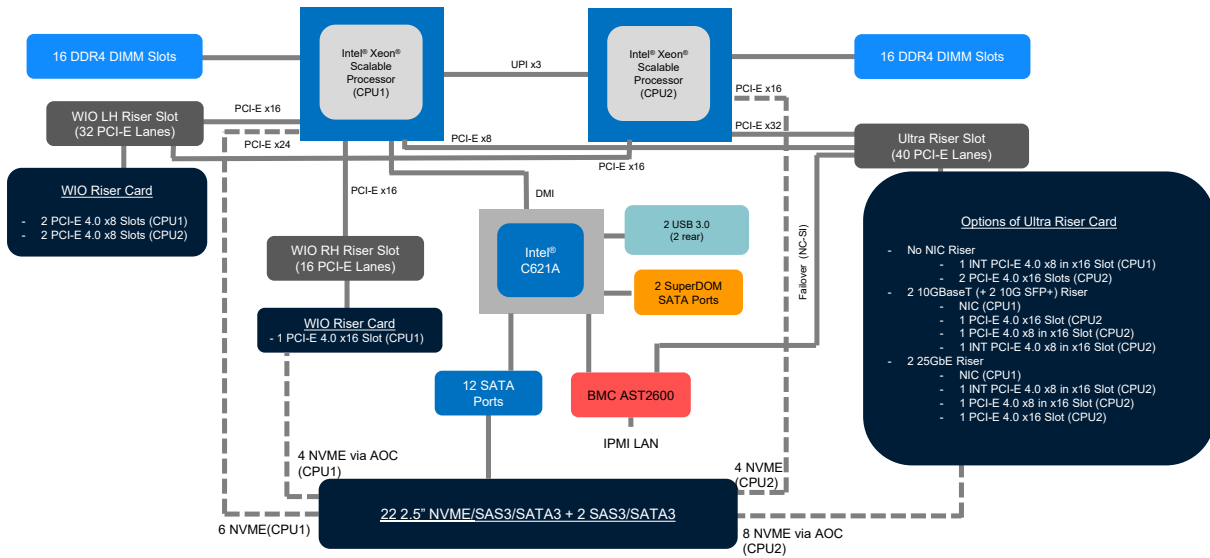 16 DDR4 DIMM Slots
Intel® Xeon®
Scalable
Processor
(CPU1)
UPI x3
Intel® Xeon®
Scalable
Processor
(CPU2)
16 DDR4 DIMM Slots
PCI-E x16
PCI-E x16
WIO LH Riser Slot
(32 PCI-E Lanes)
PCI-E x24
PCI-E x8
PCI-E x32
PCI-E x16
Ultra Riser Slot
(40 PCI-E Lanes)
WIO Riser Card
- 2 PCI-E 4.0 x8 Slots (CPU1)
- 2 PCI-E 4.0 x8 Slots (CPU2)
PCI-E x16
DMI
WIO RH Riser Slot
(16 PCI-E Lanes)
Intel®
C621A
2 USB 3.0
(2 rear)
2 SuperDOM
SATA Ports
Failover (NC-SI)
WIO Riser Card
- 1 PCI-E 4.0 x16 Slot (CPU1)
12 SATA
Ports
BMC AST2600
IPMI LAN
Options of Ultra Riser Card
- No NIC Riser
- 1 INT PCI-E 4.0 x8 in x16 Slot (CPU1)
- 2 PCI-E 4.0 x16 Slots (CPU2)
- 2 10GBaseT (+ 2 10G SFP+) Riser
- NIC (CPU1)
- 1 PCI-E 4.0 x16 Slot (CPU2
- 1 PCI-E 4.0 x8 in x16 Slot (CPU2)
- 1 INT PCI-E 4.0 x8 in x16 Slot (CPU2)
- 2 25GbE Riser
- NIC (CPU1)
- 1 INT PCI-E 4.0 x8 in x16 Slot (CPU2)
- 1 PCI-E 4.0 x8 in x16 Slot (CPU2)
- 1 PCI-E 4.0 x16 Slot (CPU2)
4 NVME via AOC
(CPU1)
4 NVME
(CPU2)
22 2.5” NVME/SAS3/SATA3 + 2 SAS3/SATA3
6 NVME(CPU1)
8 NVME via AOC
(CPU2)